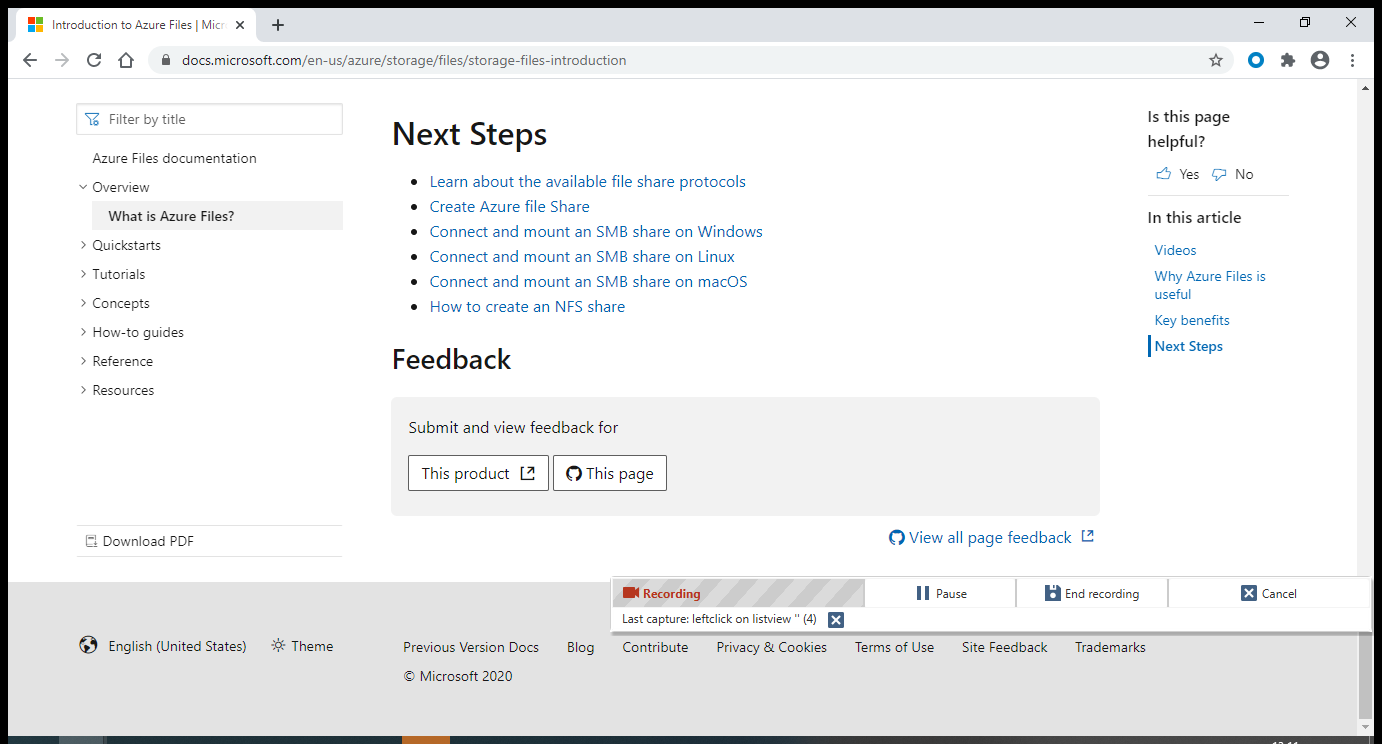 Introduction to Azure Files | Micr
docs.microsoft.com/en-us/azure/storage/files/storage-files-introduction
Filter by title
Azure Files documentation
Overview
What is Azure Files?
Quickstarts
Tutorials
Concepts
How-to guides
Reference
Resources
Download PDF
Next Steps
Learn about the available file share protocols
Create Azure file Share
Connect and mount an SMB share on Windows
Connect and mount an SMB share on Linux
Connect and mount an SMB share on macOS
How to create an NFS share
Feedback
Submit and view feedback for
This product
This page
View all page feedback
Is this page
helpful?
Yes No
In this article
Videos
Why Azure Files is
useful
Key benefits
Next Steps
Recording
Pause
End recording
Cancel
Last capture: leftclick on listview '' (4)
English (United States)
Theme
Previous Version Docs
Blog
Contribute
Privacy & Cookies
Terms of Use
Site Feedback
Trademarks
© Microsoft 2020